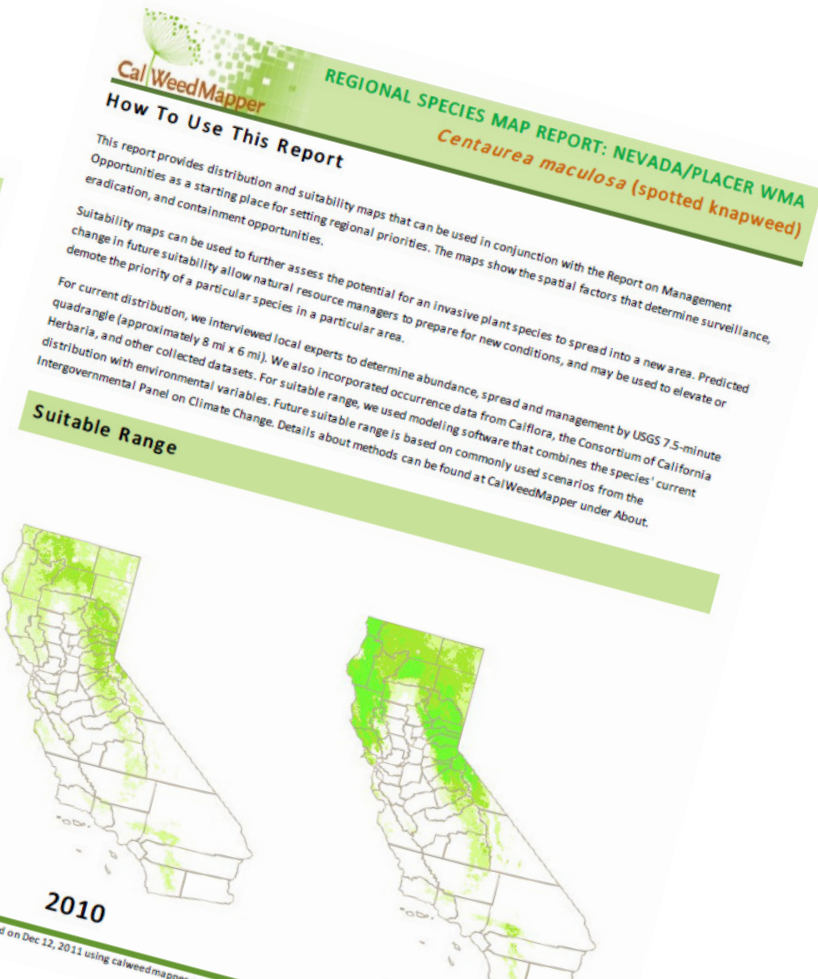 Cal WeedMapper
REGIONAL SPECIES MAP REPORT: NEVADA/PLACER WMA
Centaurea maculosa (spotted knapweed)
How To Use This Report
This report provides distribution and suitability maps that can be used in conjunction with the Report on Management
Opportunities as a starting place for setting regional priorities. The maps show the spatial factors that determine surveillance,
eradication, and containment opportunities.
Suitability maps can be used to further assess the potential for an invasive plant species to spread into a new area. Predicted
change in future suitability allow natural resource managers to prepare for new conditions, and may be used to elevate or
demote the priority of a particular species in a particular area.
For current distribution, we interviewed local experts to determine abundance, spread and management by USGS 7.5-minute
quadrangle (approximately 8 mi x 6 mi). We also incorporated occurrence data from Calflora, the Consortium of California
Herbaria, and other collected datasets. For suitable range, we used modeling software that combines the species' current
distribution with environmental variables. Future suitable range is based on commonly used scenarios from the
Intergovernmental Panel on Climate Change. Details about methods can be found at CalWeedMapper under About.
Suitable Range
2010
on Dec 12, 2011 using calweedmapper